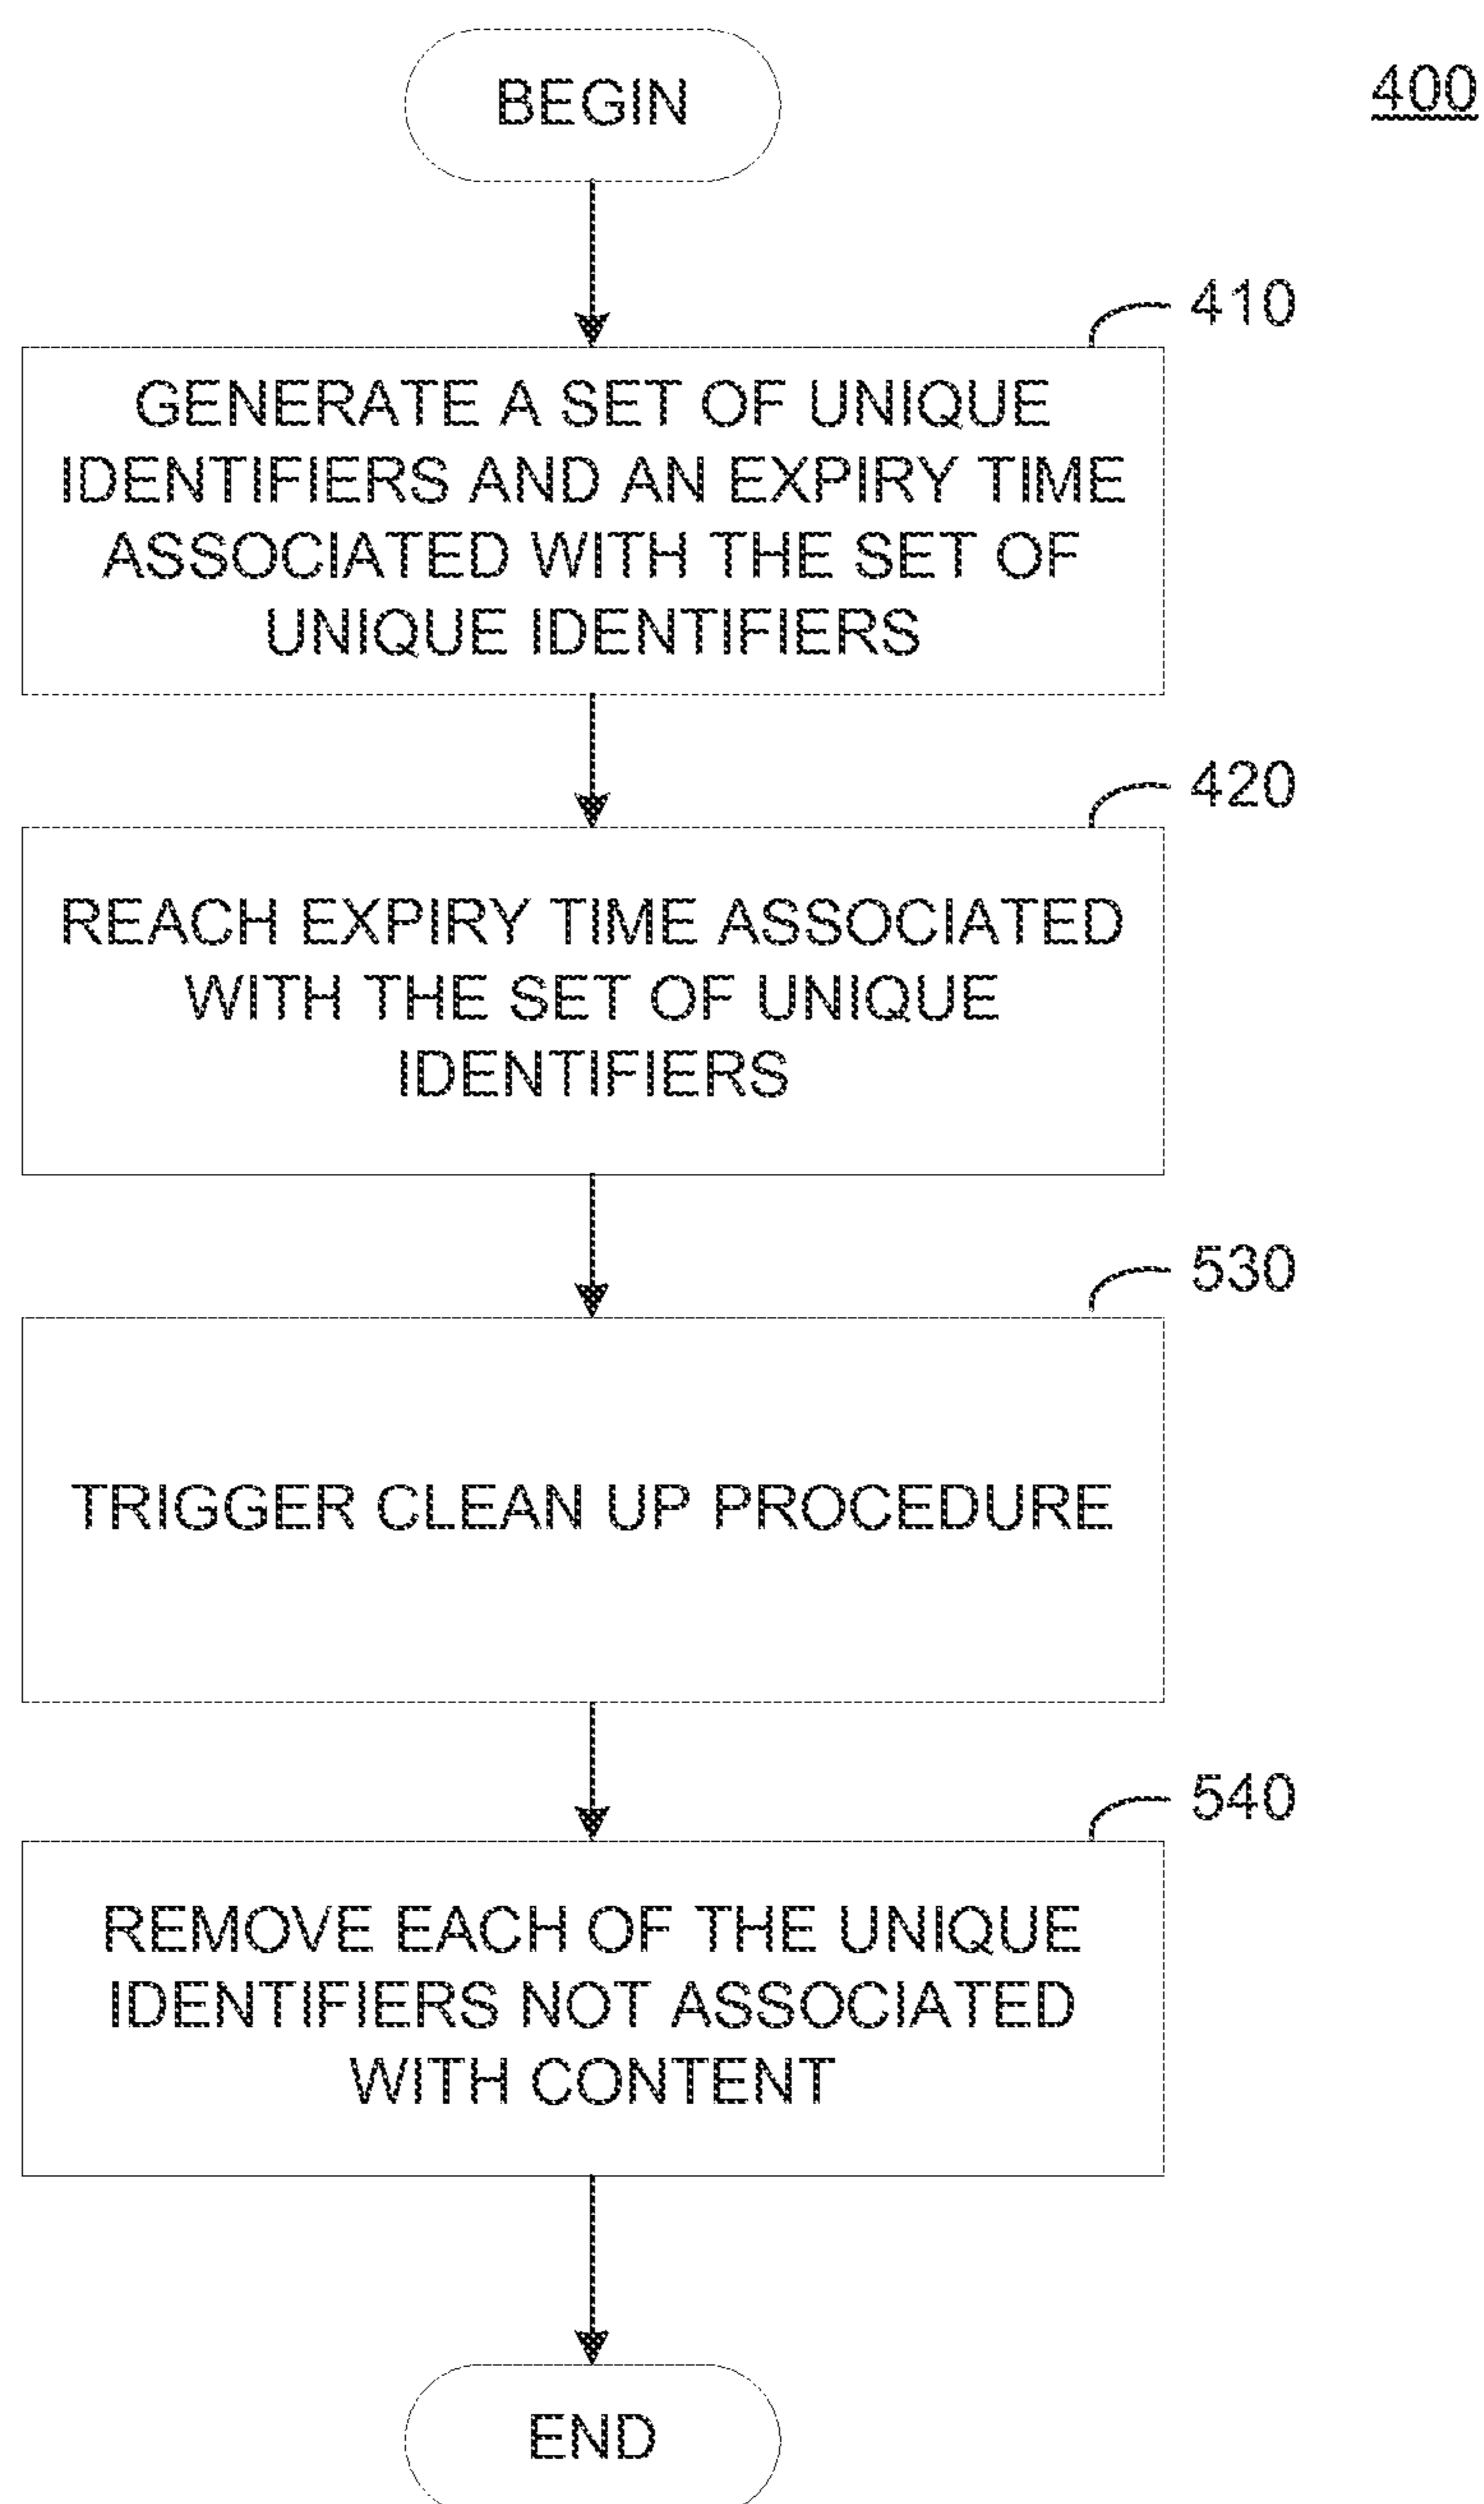 BEGIN
400
410
GENERATE A SET OF UNIQUE
IDENTIFIERS AND AN EXPIRY TIME
ASSOCIATED WITH THE SET OF
UNIQUE IDENTIFIERS
420
REACH EXPIRY TIME ASSOCIATED
WITH THE SET OF UNIQUE
IDENTIFIERS
530
TRIGGER CLEAN UP PROCEDURE
540
REMOVE EACH OF THE UNIQUE
IDENTIFIERS NOT ASSOCIATED
WITH CONTENT
END